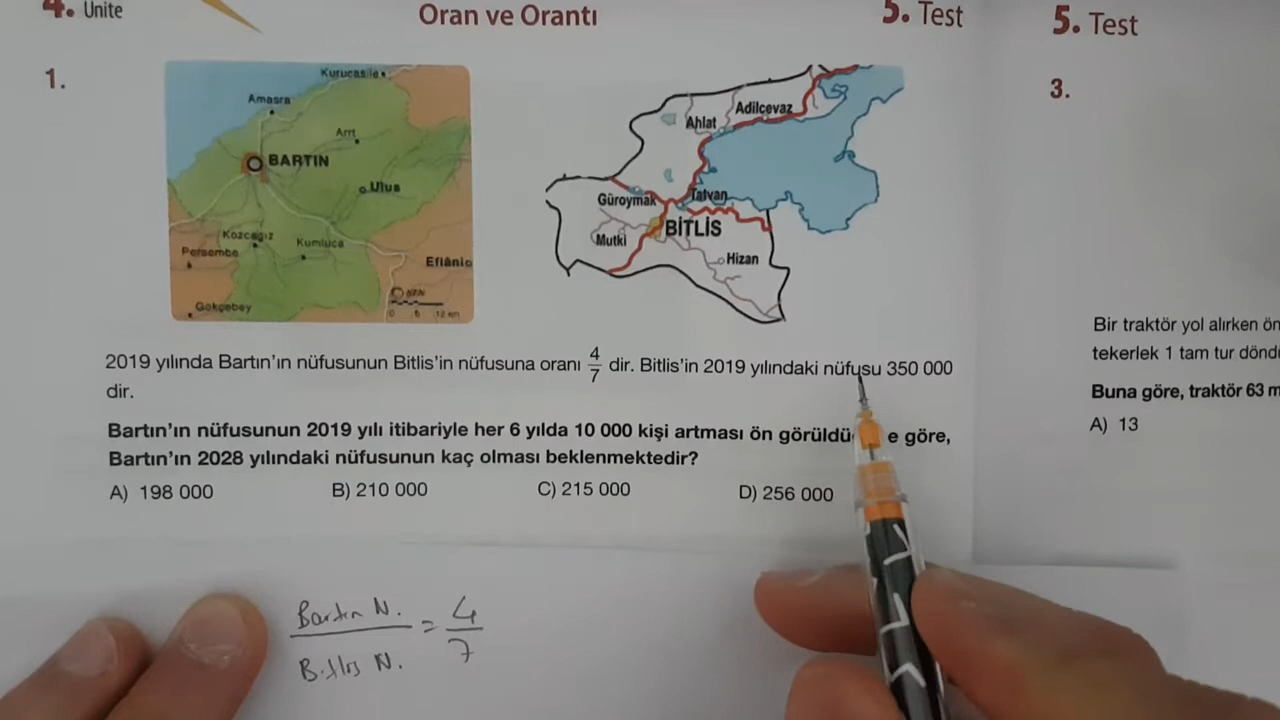 4. Ünite
Oran ve Orantı
5. Test
5. Test
1.
Kurucaşile
Amasra
Arıt
BARTIN
Ulus
Kozcağız
Kumluca
Perşembe
Eflâni
Gökçebey
0 6 12 km
Adilcevaz
Ahlat
Güroymak
Tatvan
BİTLİS
Mutki
Hizan
2019 yılında Bartın'ın nüfusunun Bitlis'in nüfusuna oranı 4/7 dir. Bitlis'in 2019 yılındaki nüfusu 350 000
dir.
Bartın'ın nüfusunun 2019 yılı itibariyle her 6 yılda 10 000 kişi artması ön göre,
Bartın'ın 2028 yılındaki nüfusunun kaç olması beklenmektedir?
A) 198 000 B) 210 000 C) 215 000 D) 256 000
Bartın N. / Bitlis N. = 4/7
3.
Bir traktör yol alırken
tekerlek 1 tam tur
Buna göre, traktör 63
A) 13